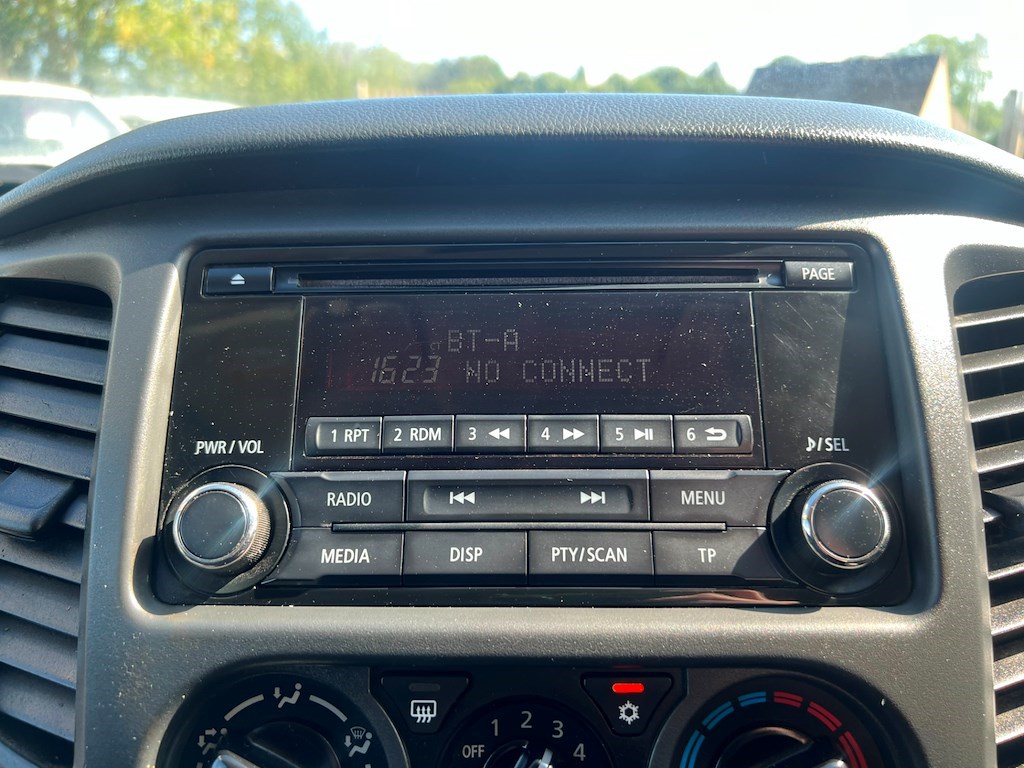 PAGE
BT-A
1623 NO CONNECT
1 RPT 2 RDM 3 4 5 6
PWR / VOL
/SEL
RADIO MENU
MEDIA DISP PTY/SCAN TP
OFF 1 2 3 4